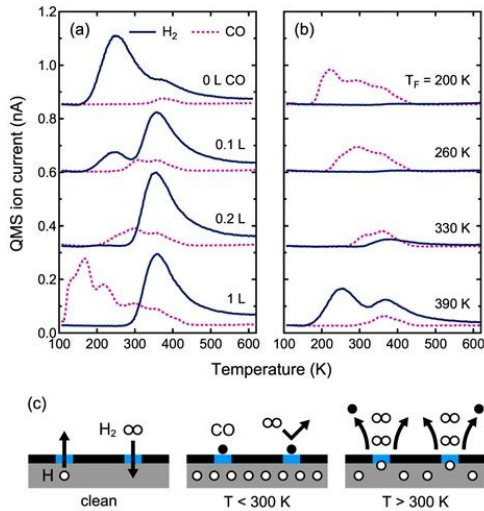 (a) H₂ CO (b)
1.2
1.0
0.8
0.6
0.4
0.2
0.0
QMS ion current (nA)
0 L CO
0.1 L
0.2 L
1 L
T_F = 200 K
260 K
330 K
390 K
100 200 300 400 500 600 100 200 300 400 500 600
Temperature (K)
(c)
H₂ CO
H
clean T < 300 K T > 300 K